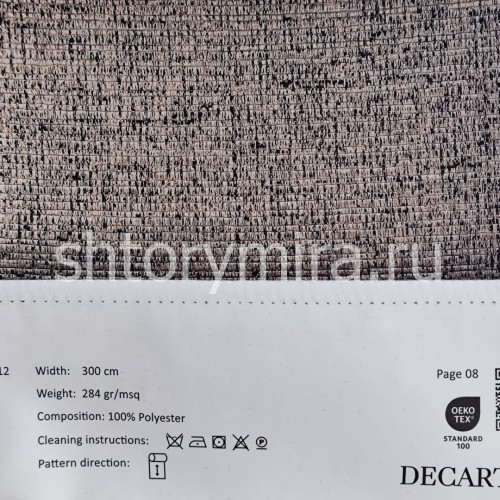 shtorymira.ru
12
Width: 300 cm
Page 08
Weight: 284 gr/msq
Composition: 100% Polyester
OEKO
TEX®
Cleaning instructions:
STANDARD
100
Pattern direction:
DECART